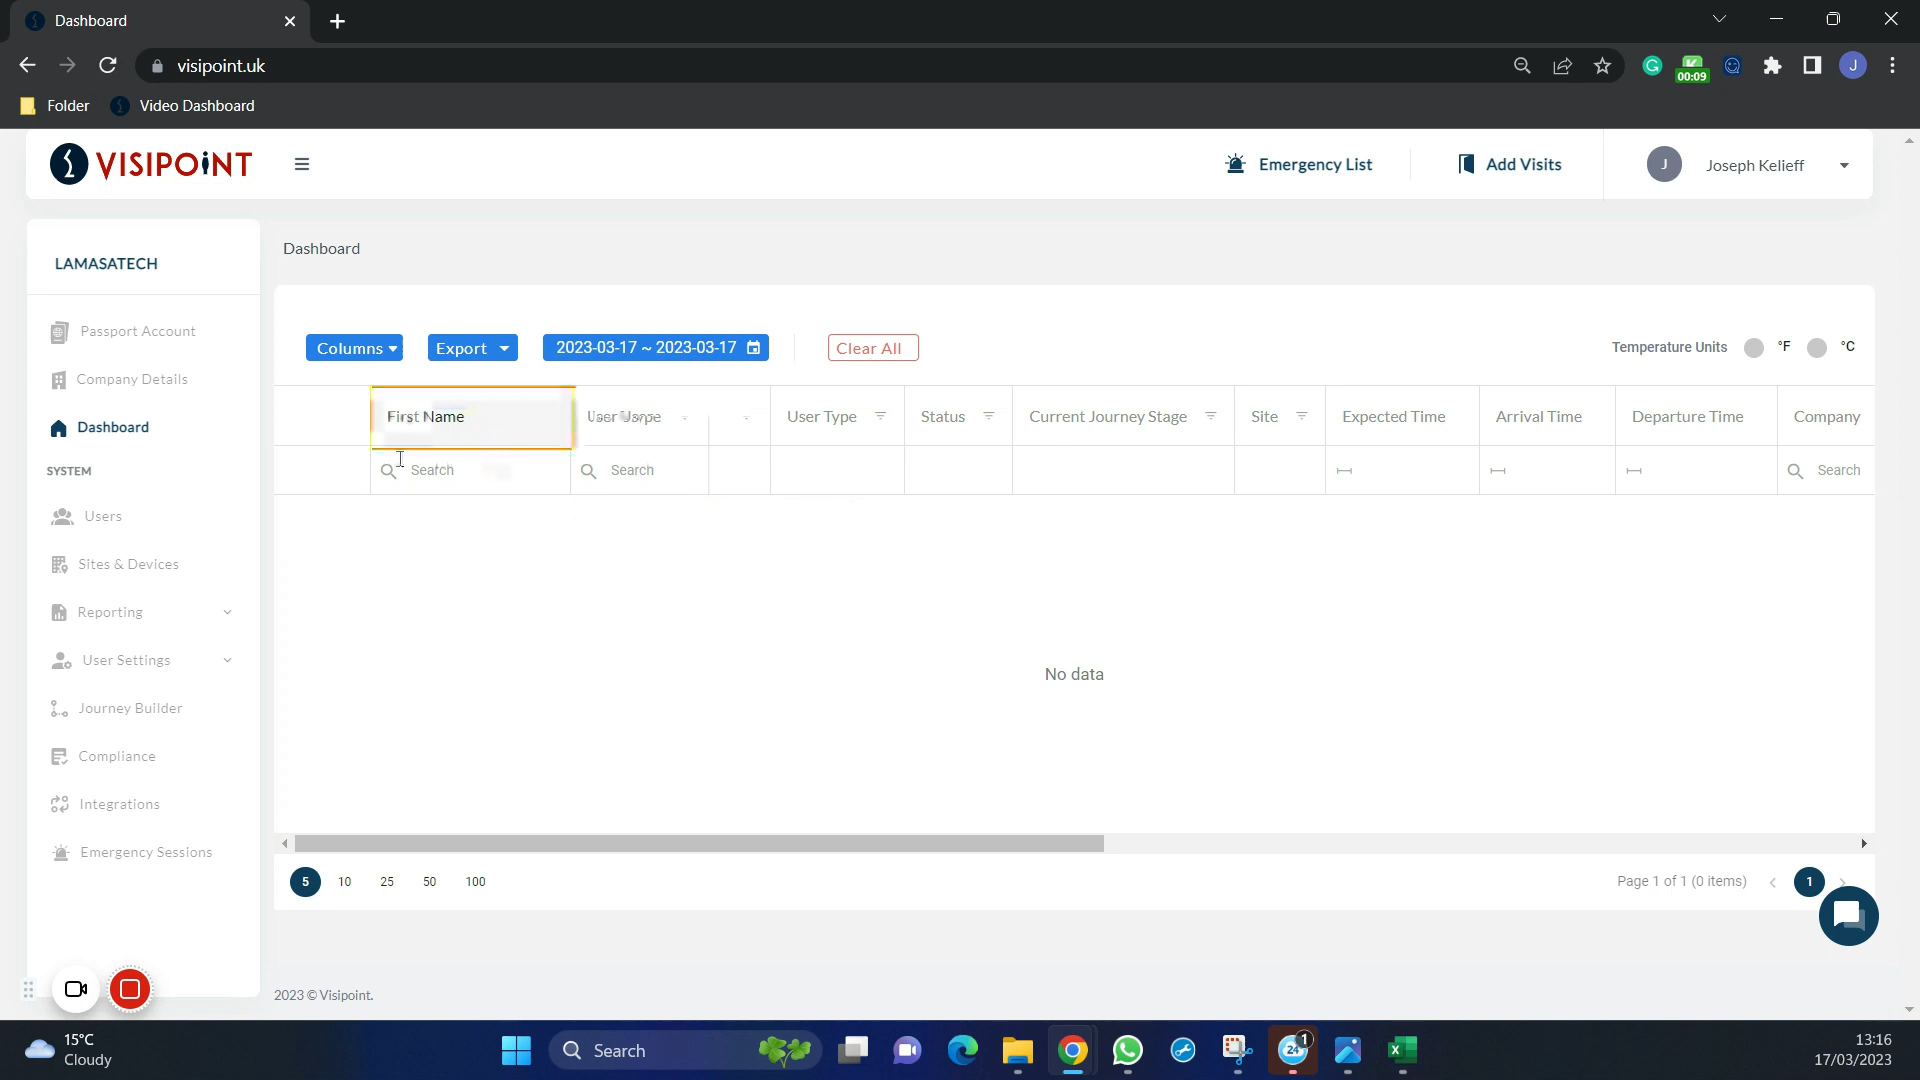 Dashboard
visipoint.uk
00:09
J
Folder
Video Dashboard
VISIPOINT
Emergency List
Add Visits
J
Joseph Kelieff
LAMASATECH
Passport Account
Company Details
Dashboard
SYSTEM
Users
Sites & Devices
Reporting
User Settings
Journey Builder
Compliance
Integrations
Emergency Sessions
Dashboard
Columns
Export
2023-03-17 ~ 2023-03-17
Clear All
Temperature Units
°F
°C
First Name
User Type
Status
Current Journey Stage
Site
Expected Time
Arrival Time
Departure Time
Company
Search
Search
Search
No data
5
10
25
50
100
Page 1 of 1 (0 items)
1
2023 © Visipoint.
15°C
Cloudy
Search
24
1
13:16
17/03/2023